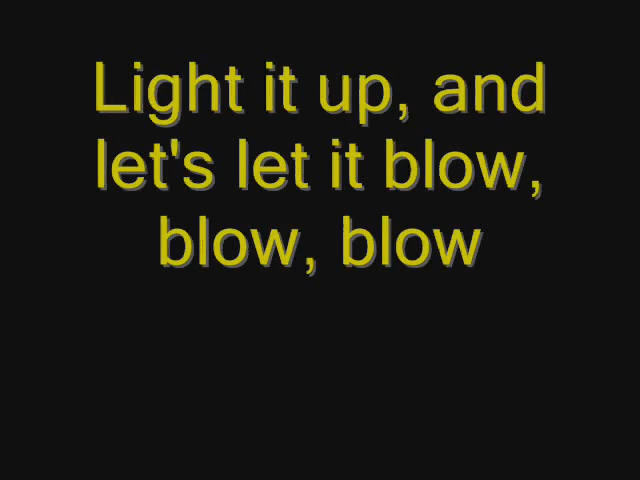 Light it up, and
let's let it blow,
blow, blow